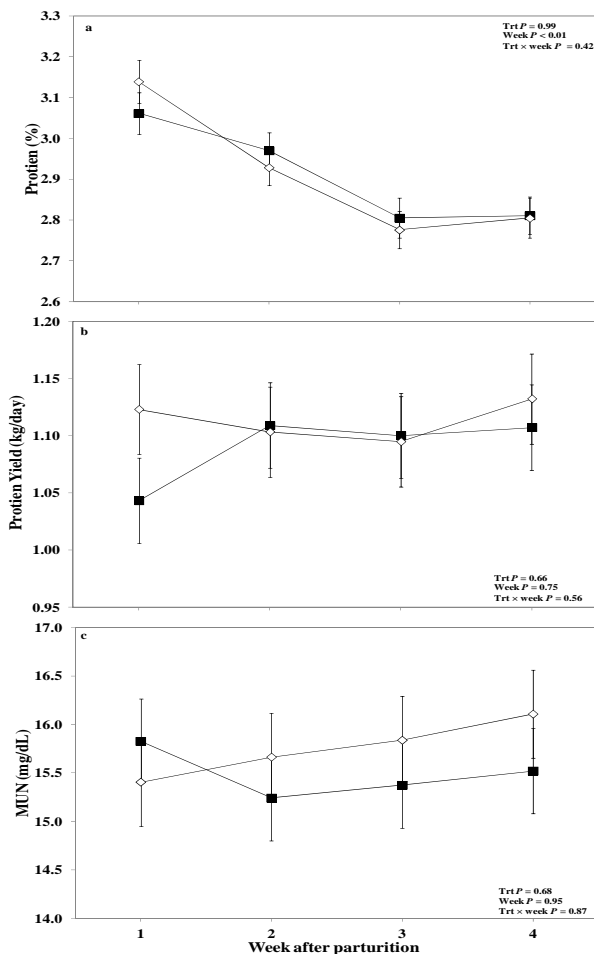 a
Trt P = 0.99
Week P < 0.01
Trt × week P = 0.42
3.3
3.2
3.1
3.0
2.9
2.8
2.7
2.6
Protien (%)
b
1.20
1.15
1.10
1.05
1.00
0.95
Protien Yield (kg/day)
Trt P = 0.66
Week P = 0.75
Trt × week P = 0.56
c
17.0
16.5
16.0
15.5
15.0
14.5
14.0
MUN (mg/dL)
Trt P = 0.68
Week P = 0.95
Trt × week P = 0.87
1 2 3 4
Week after parturition